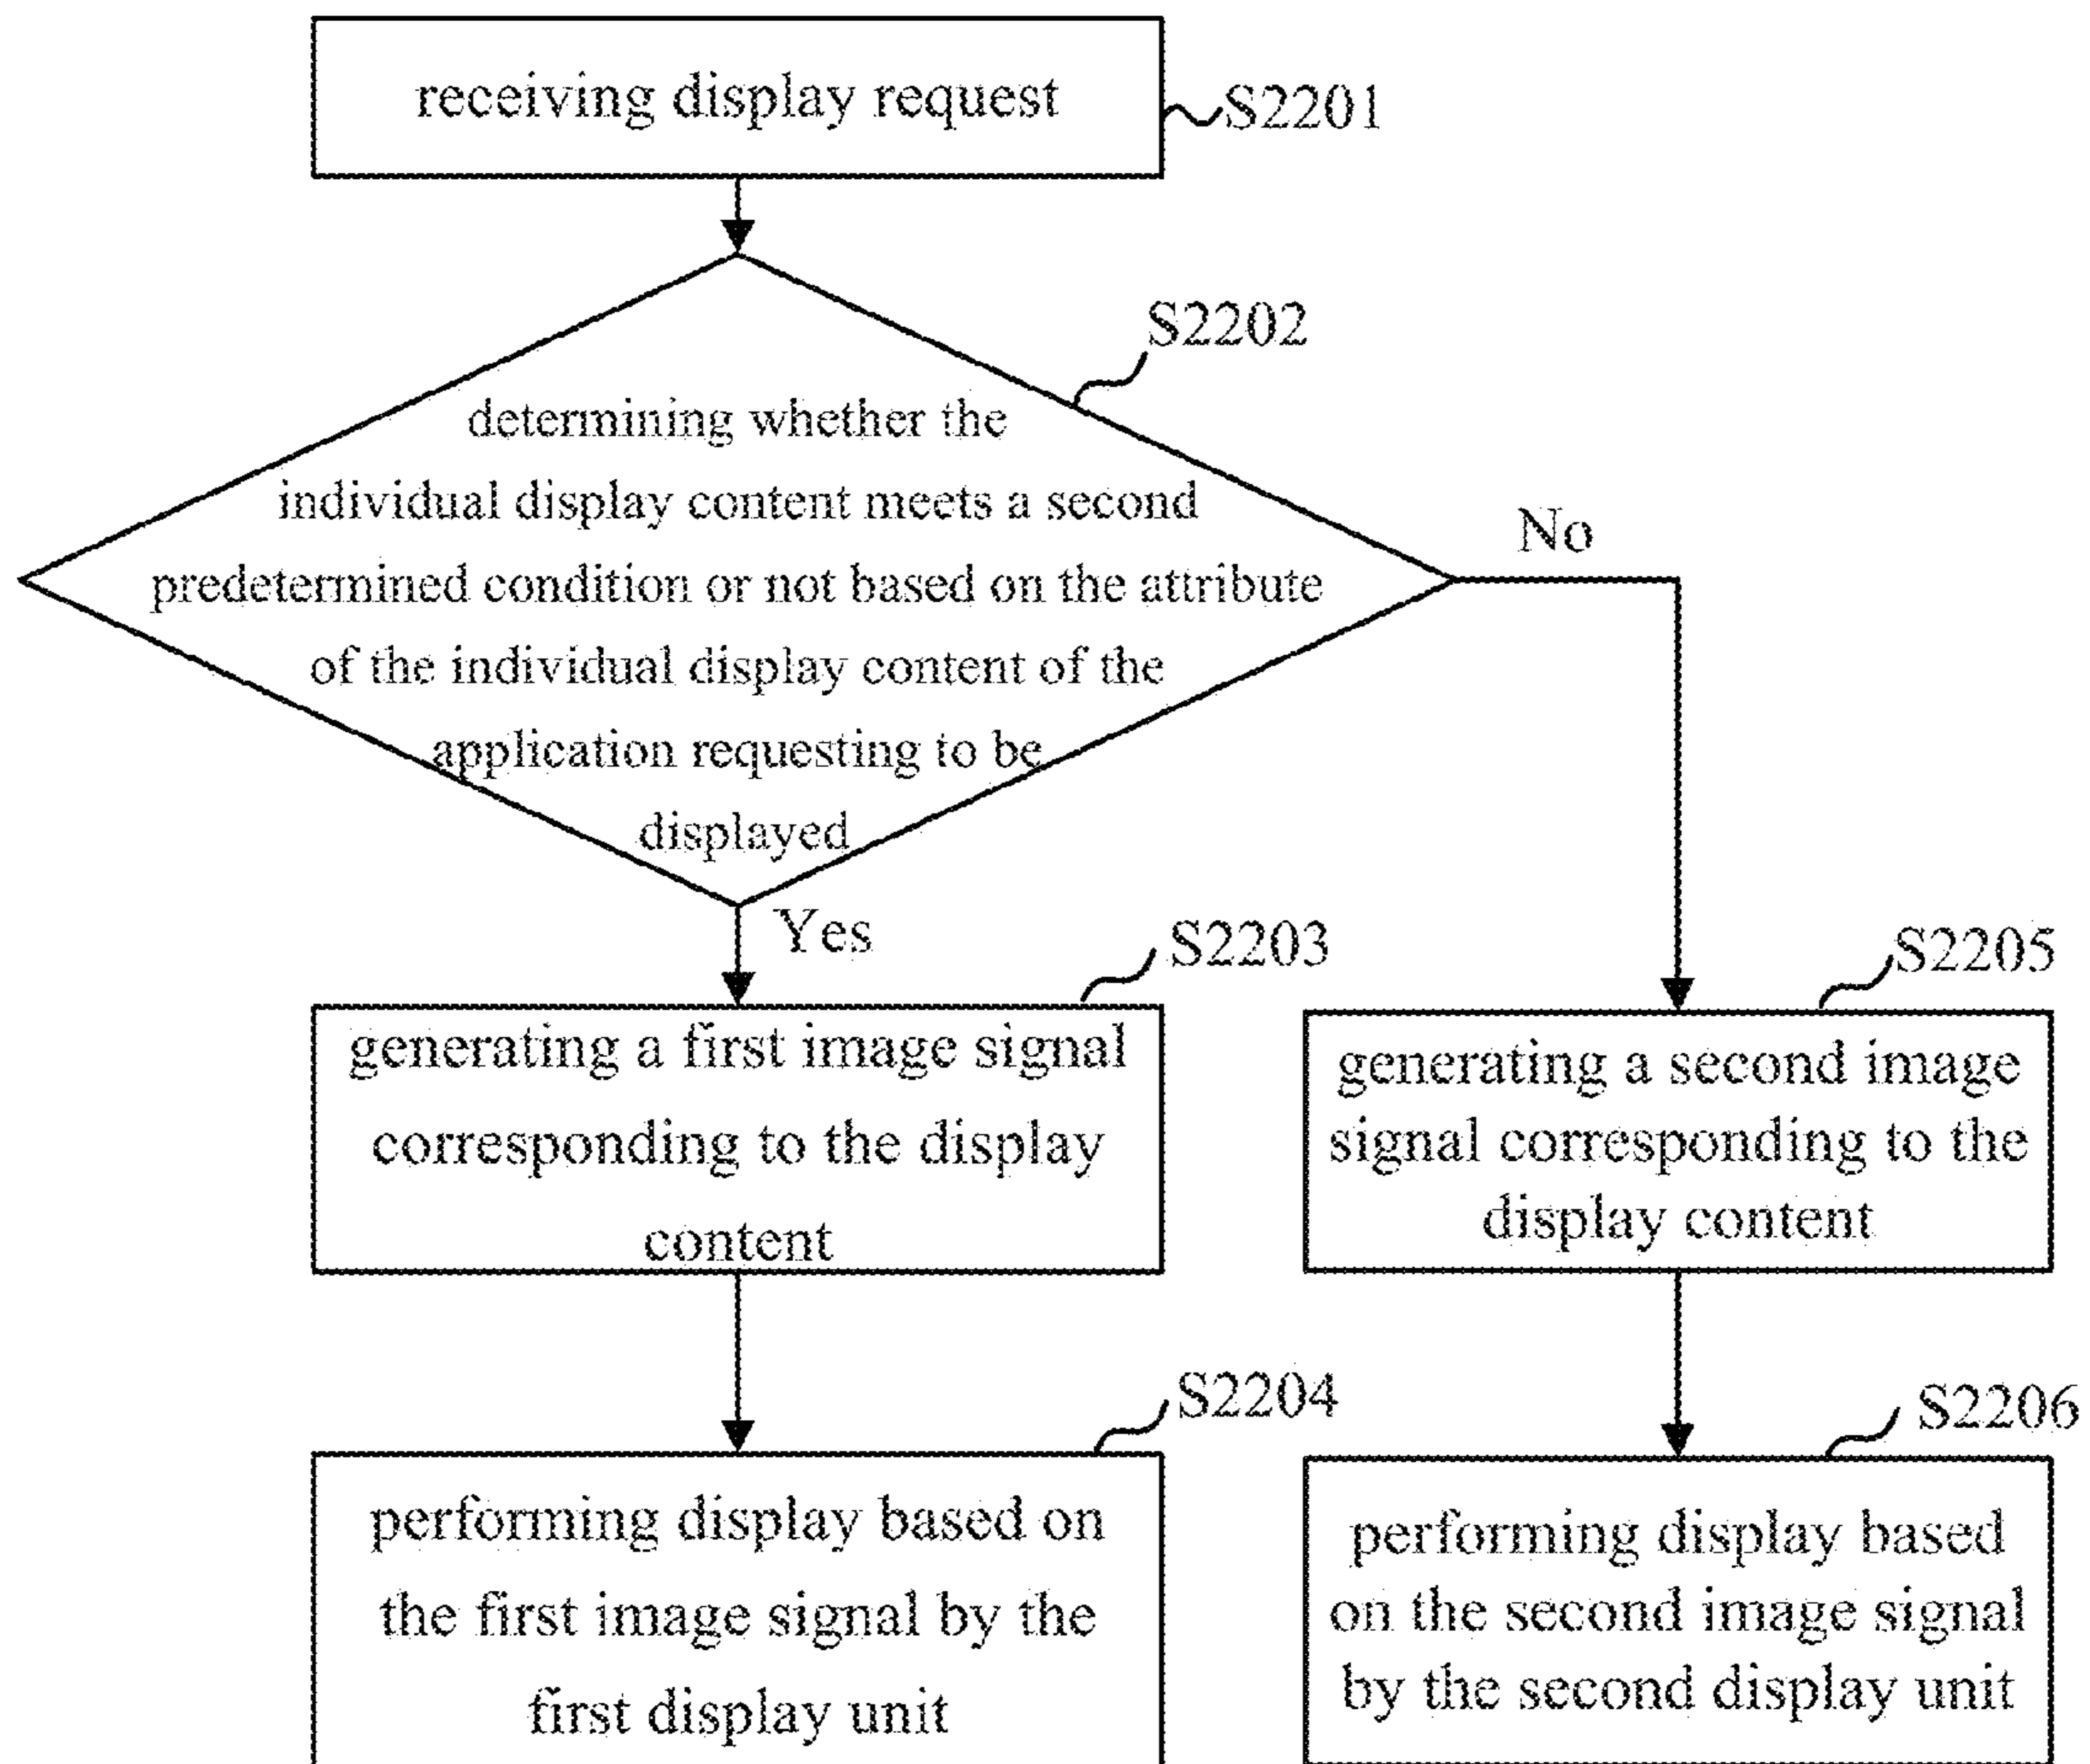 receiving display request
S2201
S2202
determining whether the
individual display content meets a second
predetermined condition or not based on the attribute
of the individual display content of the
application requesting to be
displayed
No
Yes
S2203
generating a first image signal
corresponding to the display
content
S2205
generating a second image
signal corresponding to the
display content
S2204
performing display based on
the first image signal by the
first display unit
S2206
performing display based
on the second image signal
by the second display unit